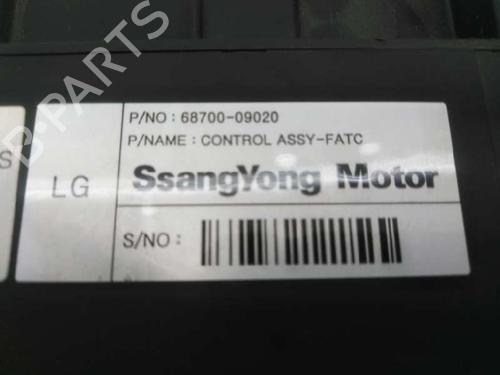 P/NO : 68700-09020
P/NAME : CONTROL ASSY-FATC
LG
SsangYong Motor
S/NO :
S
B-PARTS